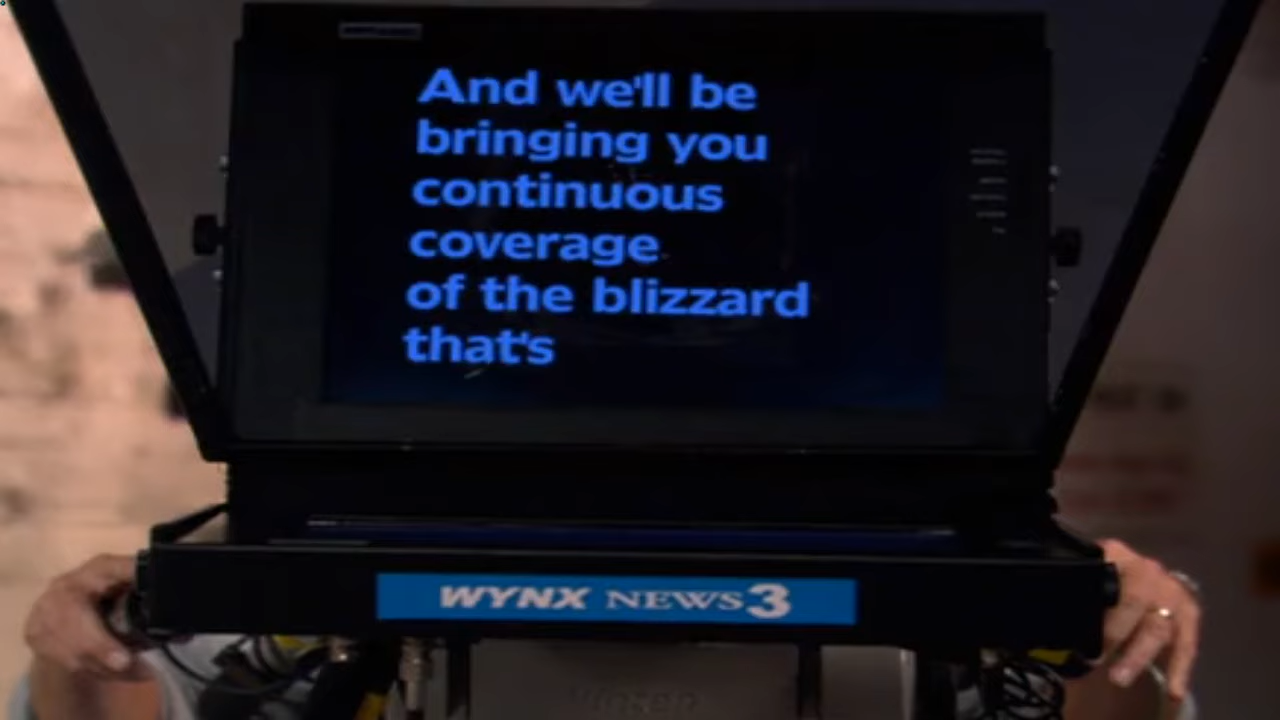 And we'll be
bringing you
continuous
coverage
of the blizzard
that's
WYNX NEWS3